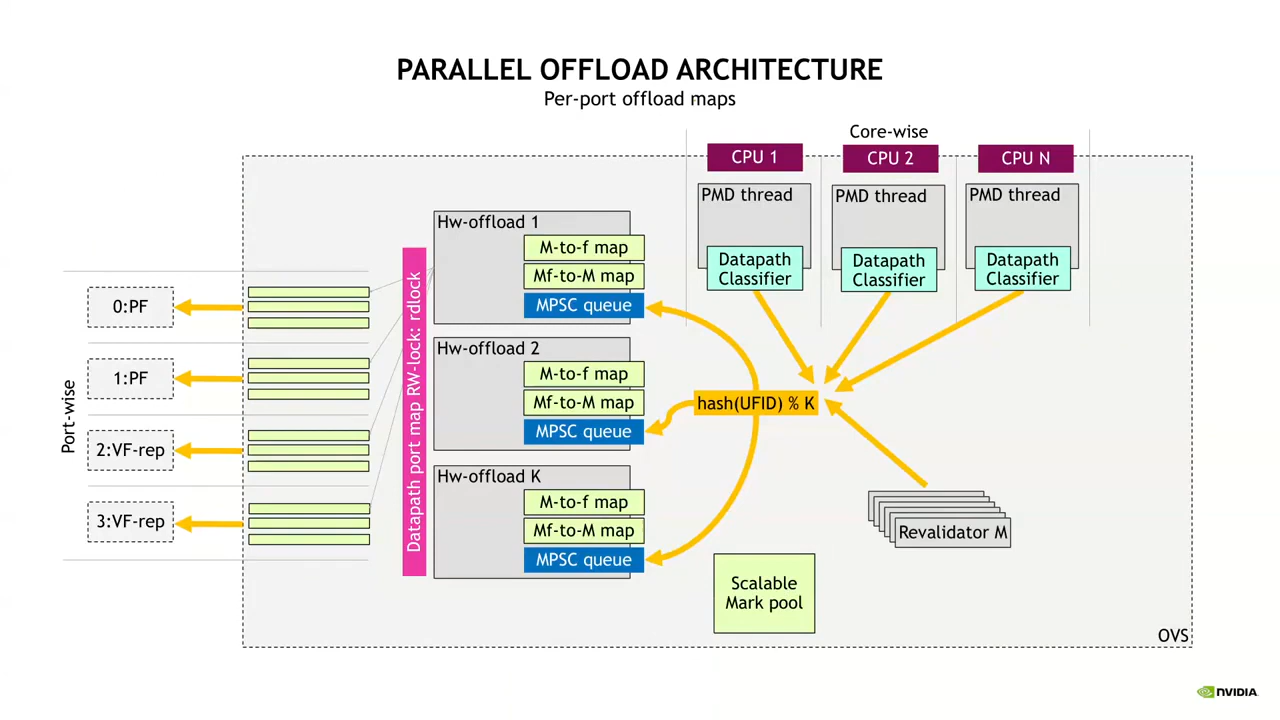 PARALLEL OFFLOAD ARCHITECTURE
Per-port offload maps
Core-wise
CPU 1
CPU 2
CPU N
PMD thread
PMD thread
PMD thread
Datapath
Classifier
Datapath
Classifier
Datapath
Classifier
Hw-offload 1
M-to-f map
Mf-to-M map
MPSC queue
Hw-offload 2
M-to-f map
Mf-to-M map
MPSC queue
Hw-offload K
M-to-f map
Mf-to-M map
MPSC queue
Datapath port map RW-lock: rdlock
Port-wise
0:PF
1:PF
2:VF-rep
3:VF-rep
hash(UFID) % K
Revalidator M
Scalable
Mark pool
OVS
NVIDIA.